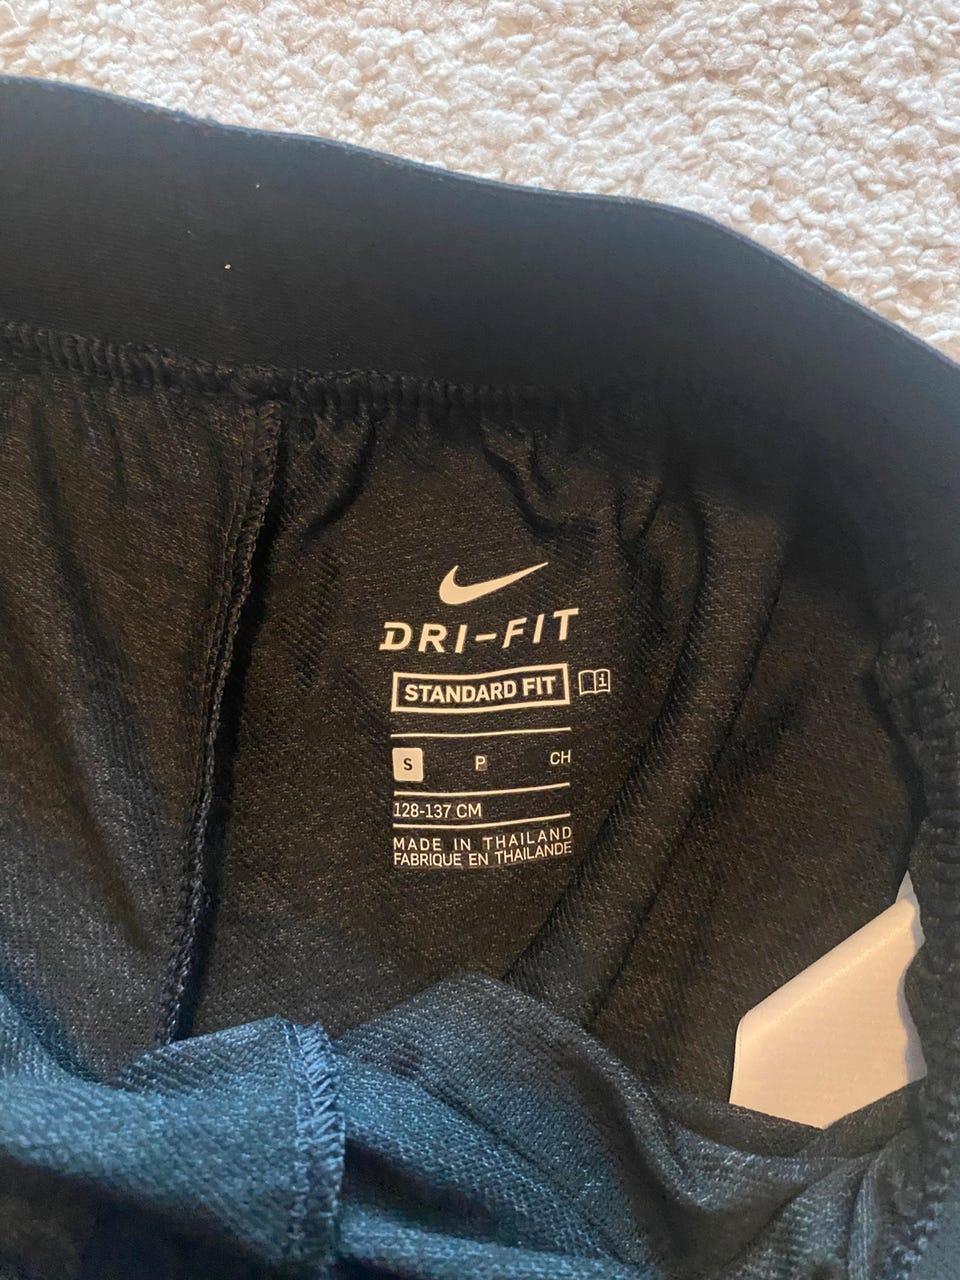 DRI-FIT
STANDARD FIT
S P CH
128-137 CM
MADE IN THAILAND
FABRIQUE EN THAILANDE